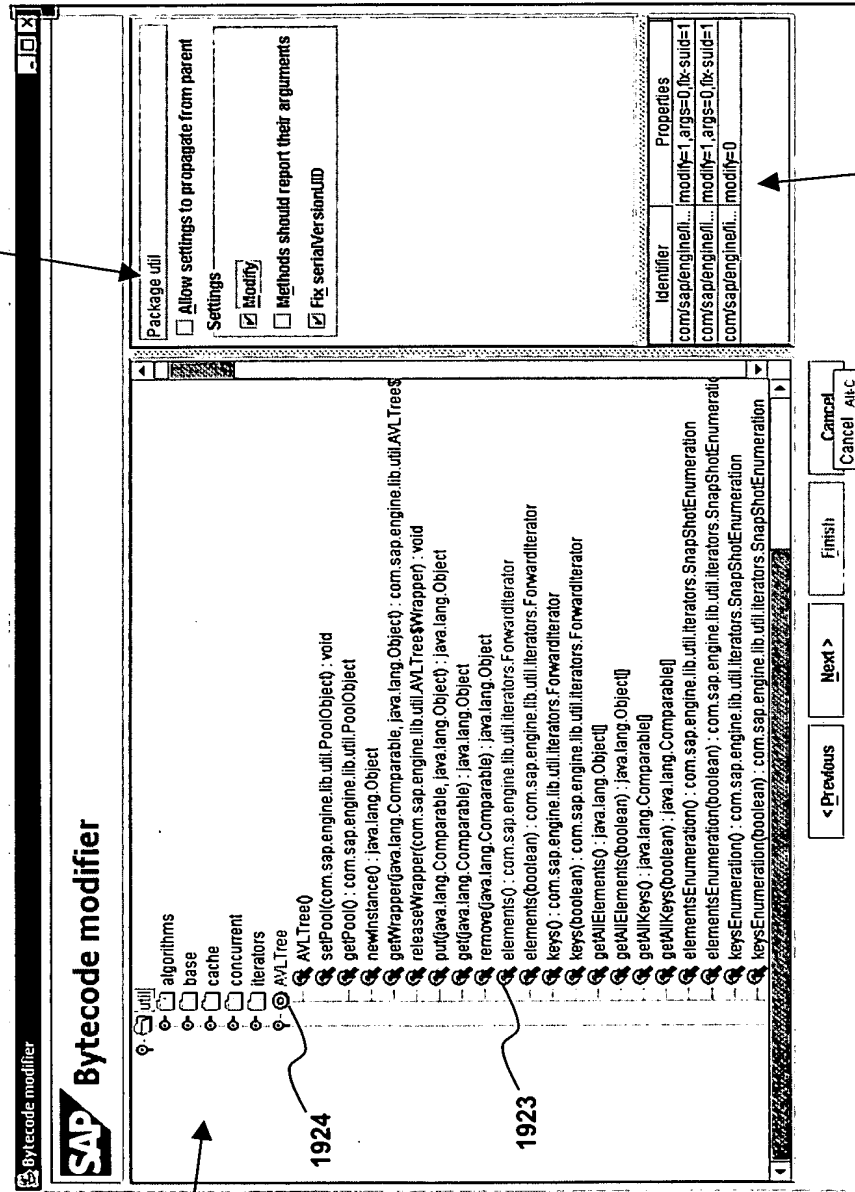 Bytecode modifier
SAP Bytecode modifier
util
algorithms
base
cache
concurrent
iterators
AVLTree
AVLTree()
setPool(com.sap.engine.lib.util.PoolObject) : void
getPool() : com.sap.engine.lib.util.PoolObject
newInstance() : java.lang.Object
getWrapper(java.lang.Comparable, java.lang.Object) : com.sap.engine.lib.util.AVLTree$
releaseWrapper(com.sap.engine.lib.util.AVLTree$Wrapper) : void
put(java.lang.Comparable, java.lang.Object) : java.lang.Object
get(java.lang.Comparable) : java.lang.Object
remove(java.lang.Comparable) : java.lang.Object
elements() : com.sap.engine.lib.util.iterators.ForwardIterator
elements(boolean) : com.sap.engine.lib.util.iterators.ForwardIterator
keys() : com.sap.engine.lib.util.iterators.ForwardIterator
keys(boolean) : com.sap.engine.lib.util.iterators.ForwardIterator
getAllElements() : java.lang.Object[]
getAllElements(boolean) : java.lang.Object[]
getAllKeys() : java.lang.Comparable[]
getAllKeys(boolean) : java.lang.Comparable[]
elementsEnumeration() : com.sap.engine.lib.util.iterators.SnapShotEnumeration
elementsEnumeration(boolean) : com.sap.engine.lib.util.iterators.SnapShotEnumeratio
keysEnumeration() : com.sap.engine.lib.util.iterators.SnapShotEnumeration
keysEnumeration(boolean) : com.sap.engine.lib.util.iterators.SnapShotEnumeration
1924
1923
Package util
Allow settings to propagate from parent
Settings
Modify
Methods should report their arguments
Fix serialVersionUID
Identifier Properties
com/sap/engine/li... modify=1,args=0,fix-suid=1
com/sap/engine/li... modify=1,args=0,fix-suid=1
com/sap/engine/li... modify=0
< Previous Next > Finish Cancel
Cancel Alt-C